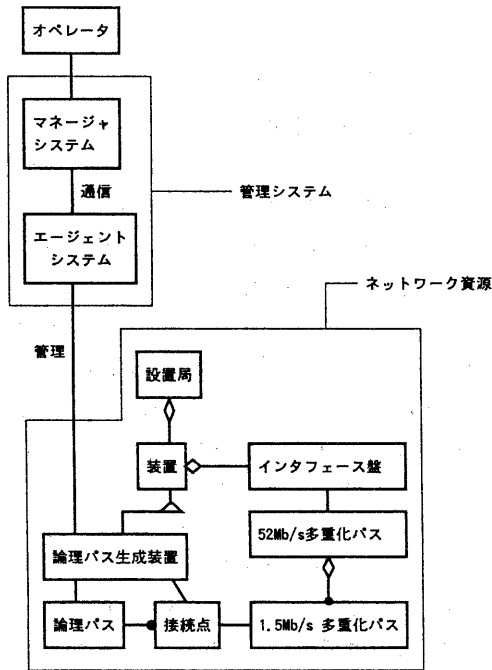 オペレータ
マネージャ
システム
通信
管理システム
エージェント
システム
ネットワーク資源
管理
設置局
装置
インタフェース盤
52Mb/s多重化パス
論理パス生成装置
論理パス
接続点
1.5Mb/s 多重化パス